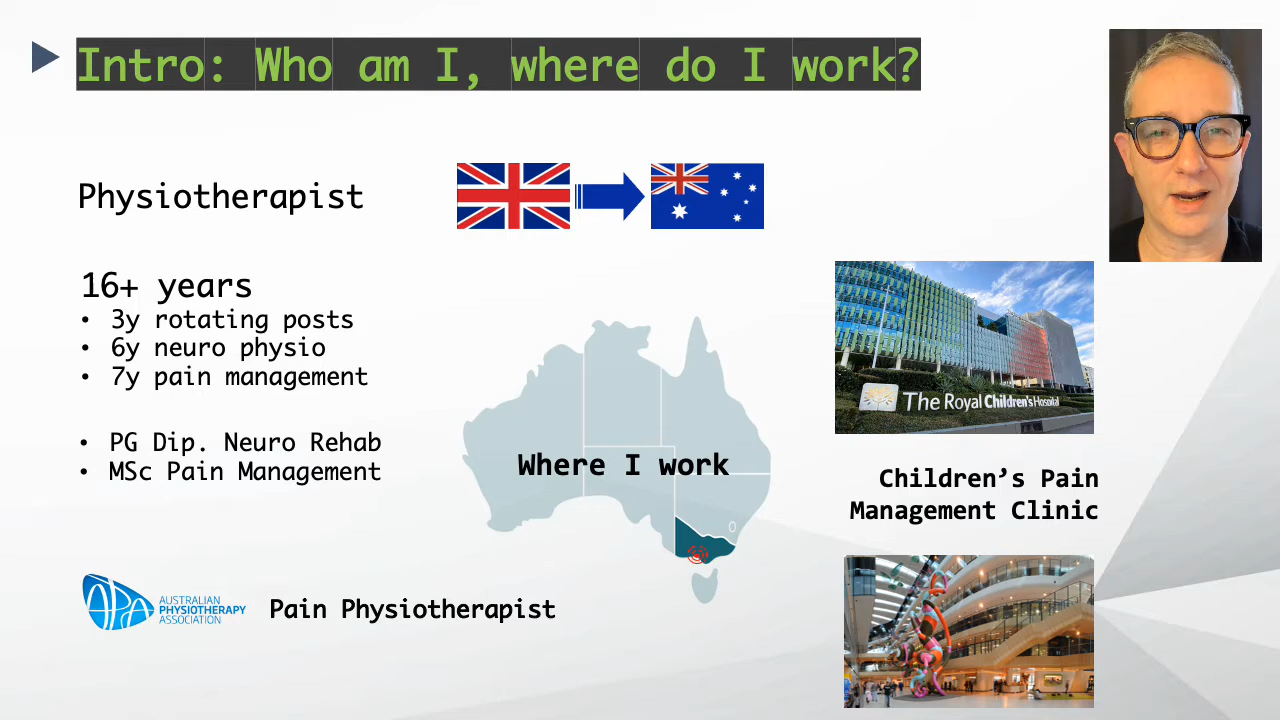 Intro: Who am I, where do I work?
Physiotherapist
16+ years
• 3y rotating posts
• 6y neuro physio
• 7y pain management
• PG Dip. Neuro Rehab
• MSc Pain Management
Where I work
0
The Royal Children's Hospital
Children’s Pain
Management Clinic
APA
AUSTRALIAN
PHYSIOTHERAPY
ASSOCIATION
Pain Physiotherapist